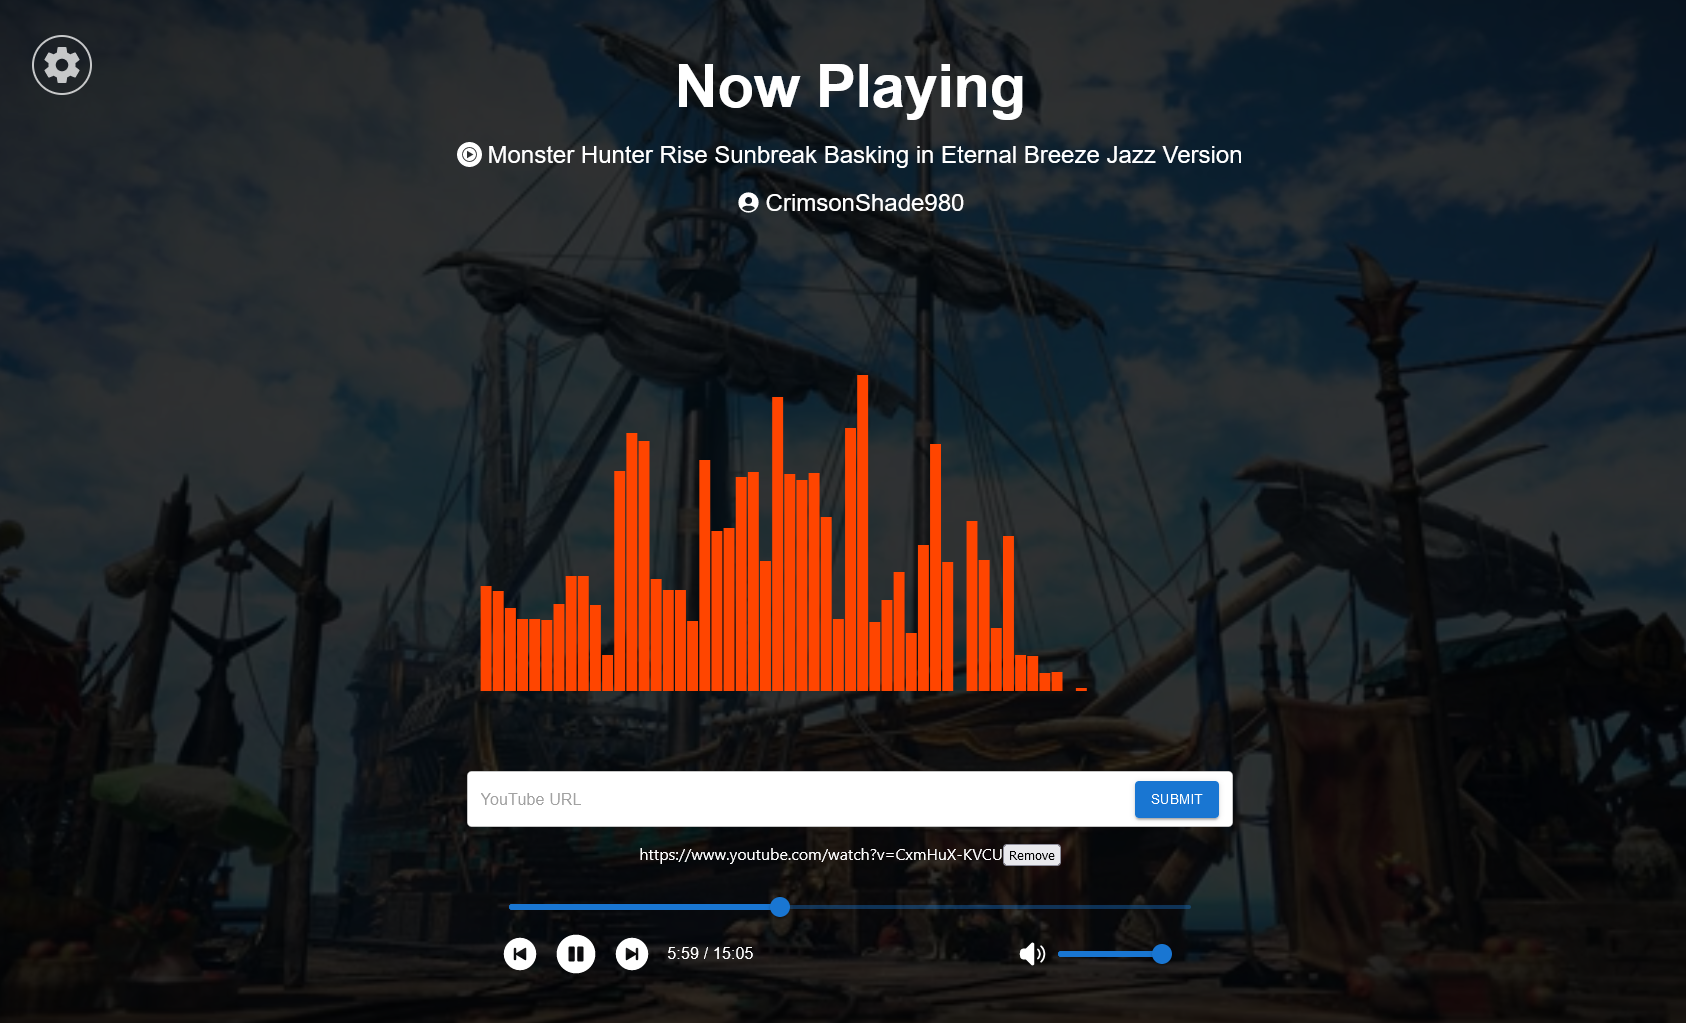 Now Playing
Monster Hunter Rise Sunbreak Basking in Eternal Breeze Jazz Version
CrimsonShade980
YouTube URL
SUBMIT
https://www.youtube.com/watch?v=CxmHuX-KVCU
Remove
5:59 / 15:05